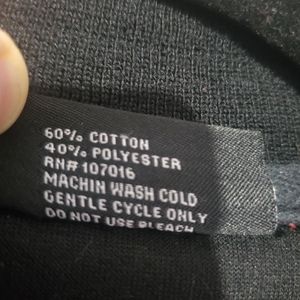 60% COTTON
40% POLYESTER
RN# 107016
MACHIN WASH COLD
GENTLE CYCLE ONLY
DO NOT USE BLEACH